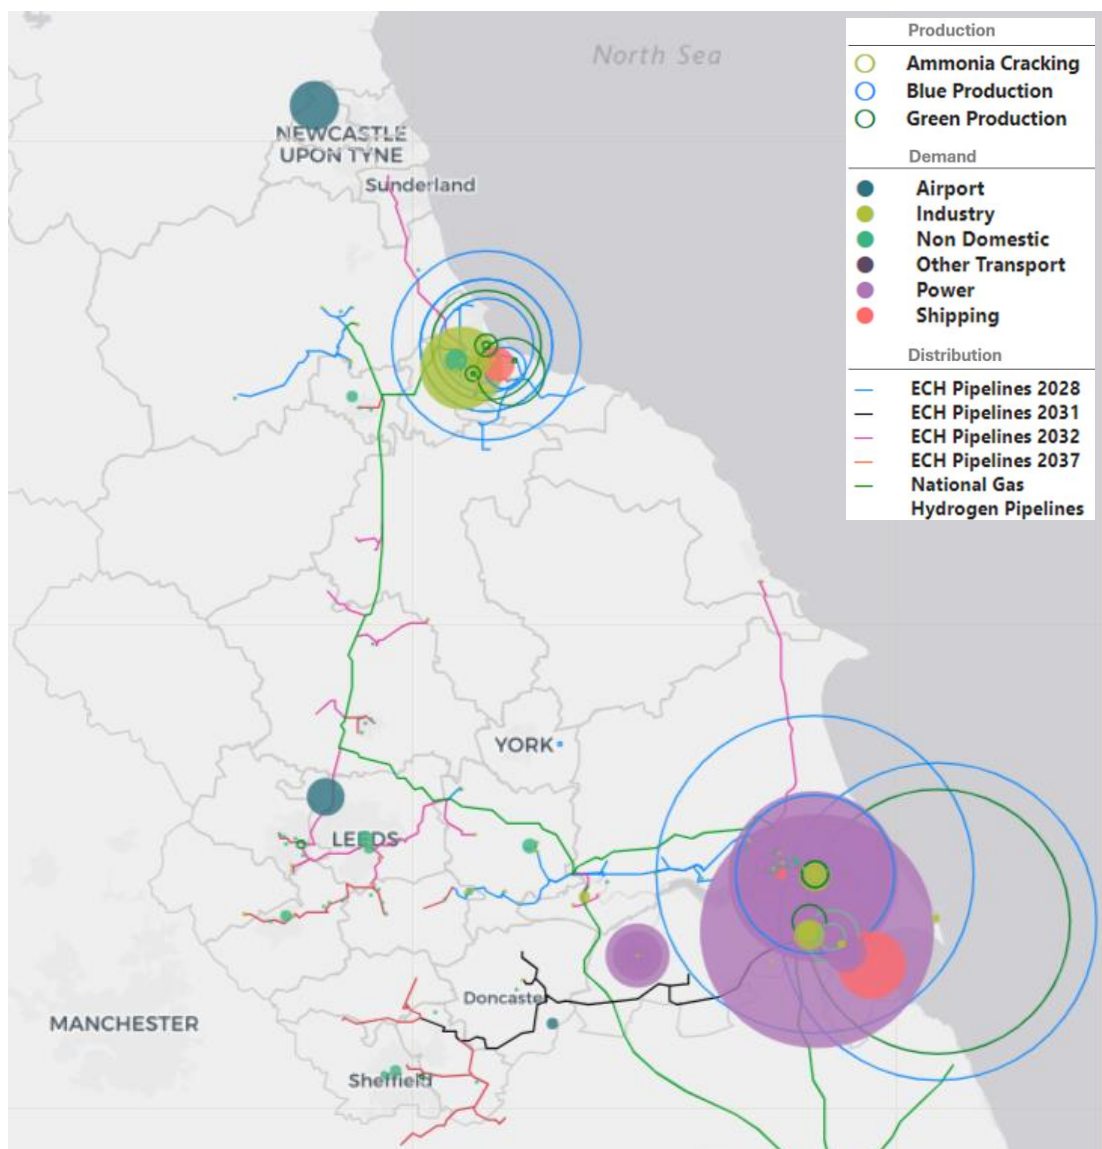 North Sea
NEWCASTLE
UPON TYNE
Sunderland
YORK
LEEDS
Doncaster
MANCHESTER
Sheffield
Production
Ammonia Cracking
Blue Production
Green Production
Demand
Airport
Industry
Non Domestic
Other Transport
Power
Shipping
Distribution
ECH Pipelines 2028
ECH Pipelines 2031
ECH Pipelines 2032
ECH Pipelines 2037
National Gas
Hydrogen Pipelines